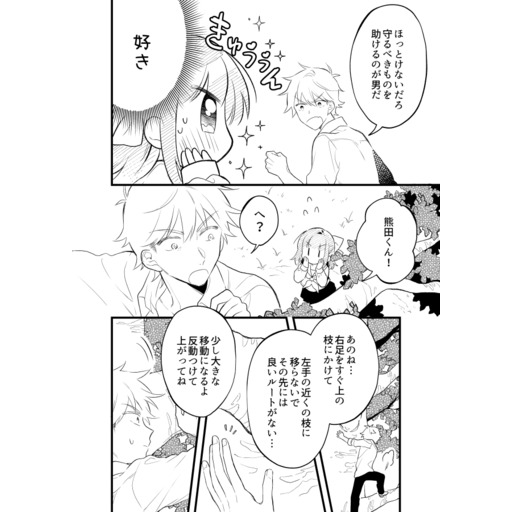 ほっとけないだろ
守るべきものを
助けるのが男だ
きゅううん
好き
熊田くん！
へ？
あのね…
右足をすぐ上の
枝にかけて
左手の近くの枝に
移らないで
その先には
良いルートがない…
少し大きな
移動になるよ
反動つけて
上がってね